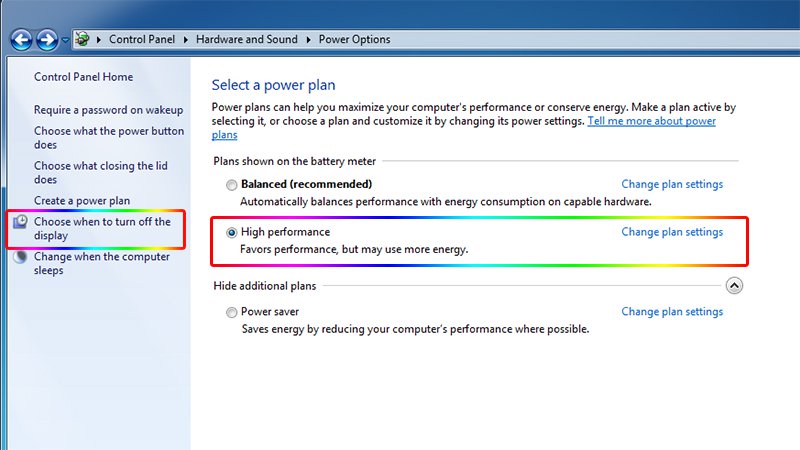 Control Panel ▸ Hardware and Sound ▸ Power Options
Control Panel Home
Require a password on wakeup
Choose what the power button
does
Choose what closing the lid
does
Create a power plan
Choose when to turn off the
display
Change when the computer
sleeps
Select a power plan
Power plans can help you maximize your computer's performance or conserve energy. Make a plan active by
selecting it, or choose a plan and customize it by changing its power settings. Tell me more about power
plans
Plans shown on the battery meter
Balanced (recommended) Change plan settings
Automatically balances performance with energy consumption on capable hardware.
High performance Change plan settings
Favors performance, but may use more energy.
Hide additional plans
Power saver Change plan settings
Saves energy by reducing your computer's performance where possible.